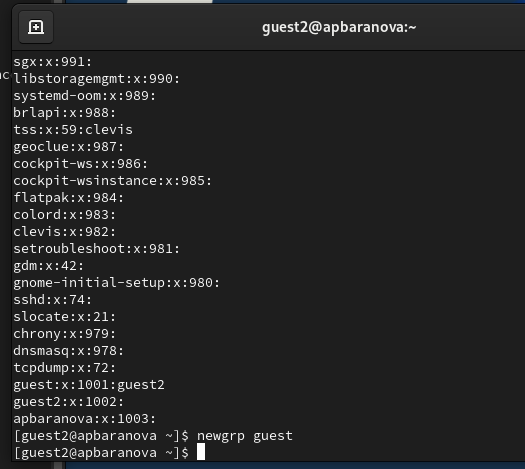 guest2@apbaranova:~
sgx:x:991:
libstoragemgmt:x:990:
systemd-oom:x:989:
brlapi:x:988:
tss:x:59:clevis
geoclue:x:987:
cockpit-ws:x:986:
cockpit-wsinstance:x:985:
flatpak:x:984:
colord:x:983:
clevis:x:982:
setroubleshoot:x:981:
gdm:x:42:
gnome-initial-setup:x:980:
sshd:x:74:
slocate:x:21:
chrony:x:979:
dnsmasq:x:978:
tcpdump:x:72:
guest:x:1001:guest2
guest2:x:1002:
apbaranova:x:1003:
[guest2@apbaranova ~]$ newgrp guest
[guest2@apbaranova ~]$